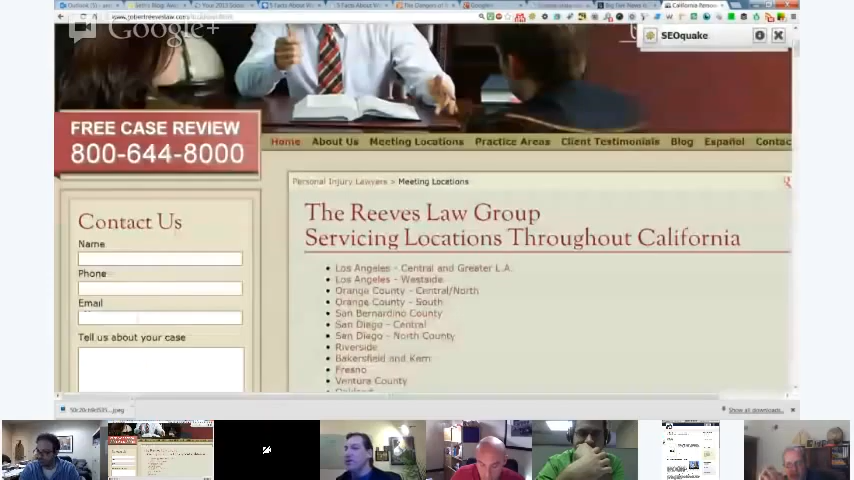 Google+
SEOquake
FREE CASE REVIEW
800-644-8000
Home About Us Meeting Locations Practice Areas Client Testimonials Blog Español Contac
Personal Injury Lawyers > Meeting Locations
Contact Us
Name
Phone
Email
Tell us about your case
The Reeves Law Group
Servicing Locations Throughout California
Los Angeles - Central and Greater L.A.
Los Angeles - Westside
Orange County - Central/North
Orange County - South
San Bernardino County
San Diego - Central
San Diego - North County
Riverside
Bakersfield and Kern
Fresno
Ventura County
Show all downloads...